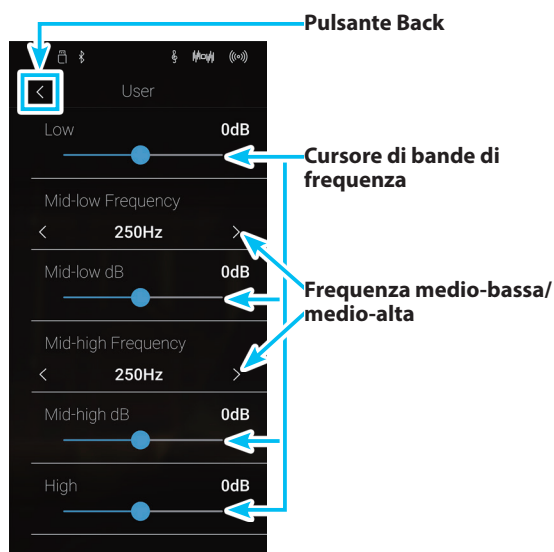 Pulsante Back
User
Low 0dB
Cursore di bande di
frequenza
Mid-low Frequency
250Hz
Mid-low dB 0dB
Frequenza medio-bassa/
medio-alta
Mid-high Frequency
250Hz
Mid-high dB 0dB
High 0dB